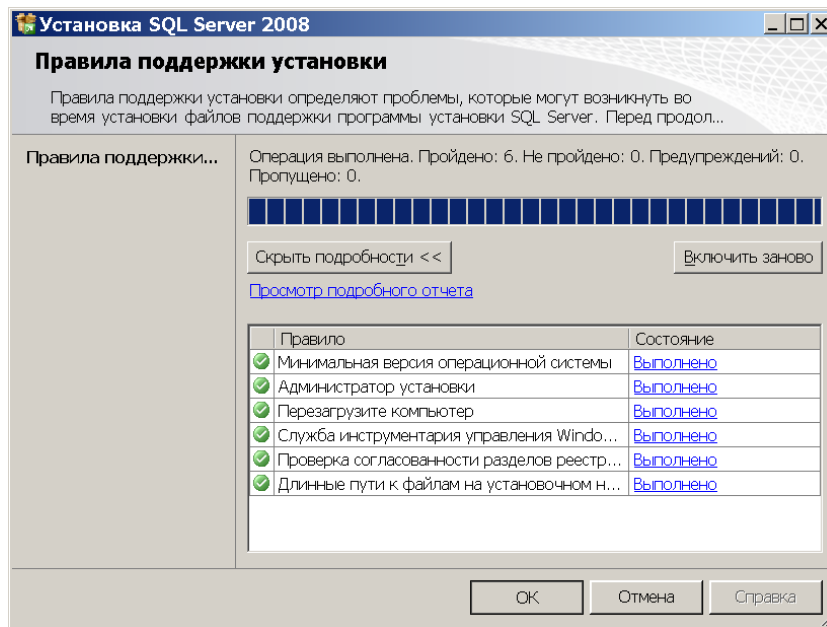 Установка SQL Server 2008
Правила поддержки установки
Правила поддержки установки определяют проблемы, которые могут возникнуть во
время установки файлов поддержки программы установки SQL Server. Перед продол...
Правила поддержки...
Операция выполнена. Пройдено: 6. Не пройдено: 0. Предупреждений: 0.
Пропущено: 0.
Скрыть подробности <<
Включить заново
Просмотр подробного отчета
Правило Состояние
Минимальная версия операционной системы Выполнено
Администратор установки Выполнено
Перезагрузите компьютер Выполнено
Служба инструментария управления Windo... Выполнено
Проверка согласованности разделов реестр... Выполнено
Длинные пути к файлам на установочном н... Выполнено
OK
Отмена
Справка